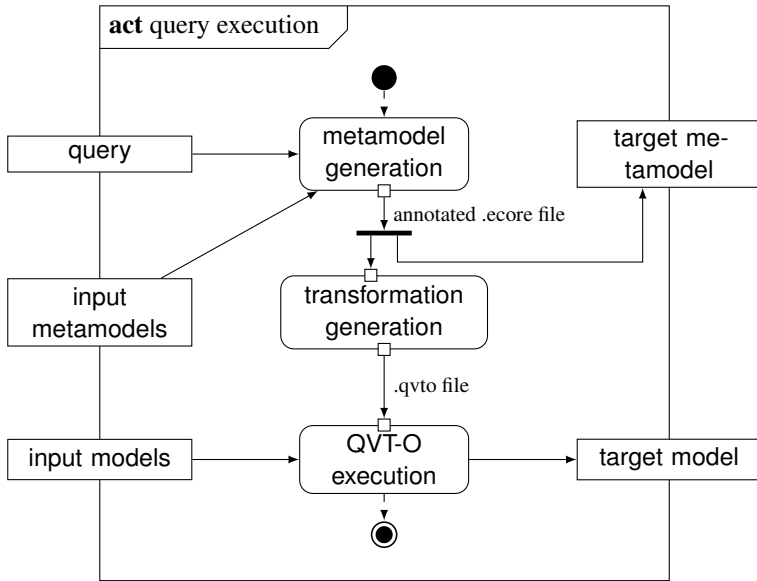 act query execution
query
metamodel
generation
target me-
tamodel
annotated .ecore file
input
metamodels
transformation
generation
.qvto file
input models
QVT-O
execution
target model